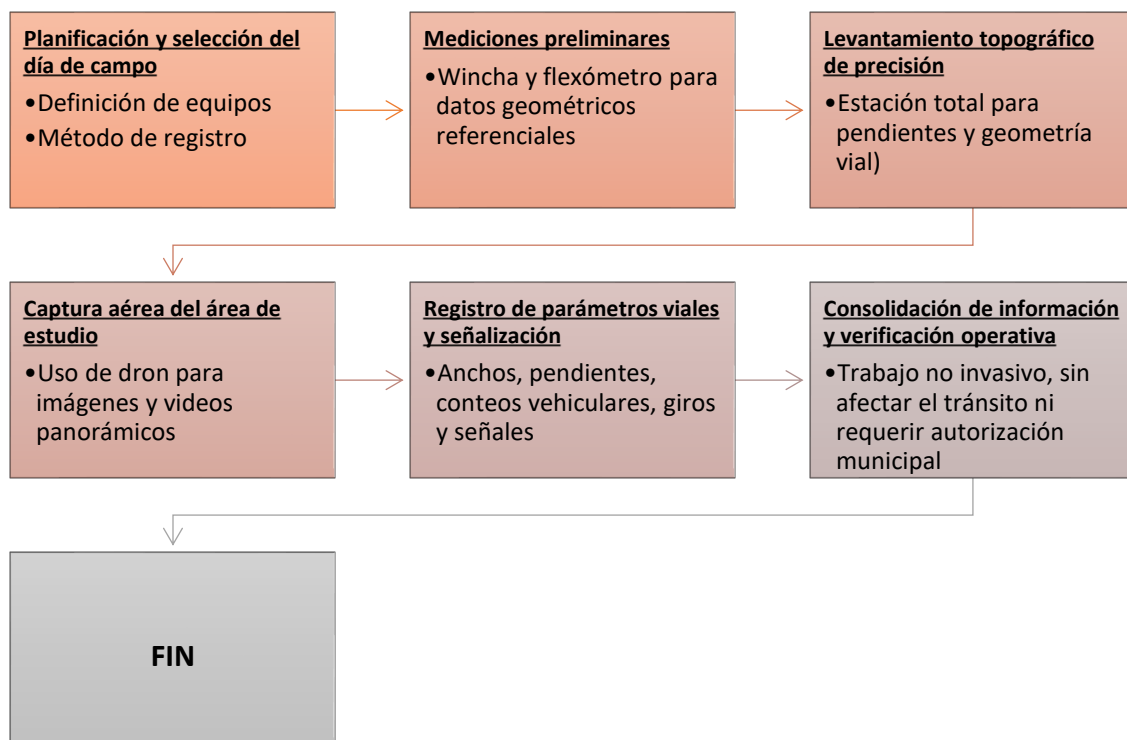 Planificación y selección del
día de campo
•Definición de equipos
•Método de registro
Mediciones preliminares
•Wincha y flexómetro para
datos geométricos
referenciales
Levantamiento topográfico
de precisión
•Estación total para
pendientes y geometría
vial)
Captura aérea del área de
estudio
•Uso de dron para
imágenes y videos
panorámicos
Registro de parámetros viales
y señalización
•Anchos, pendientes,
conteos vehiculares, giros
y señales
Consolidación de información
y verificación operativa
•Trabajo no invasivo, sin
afectar el tránsito ni
requerir autorización
municipal
FIN